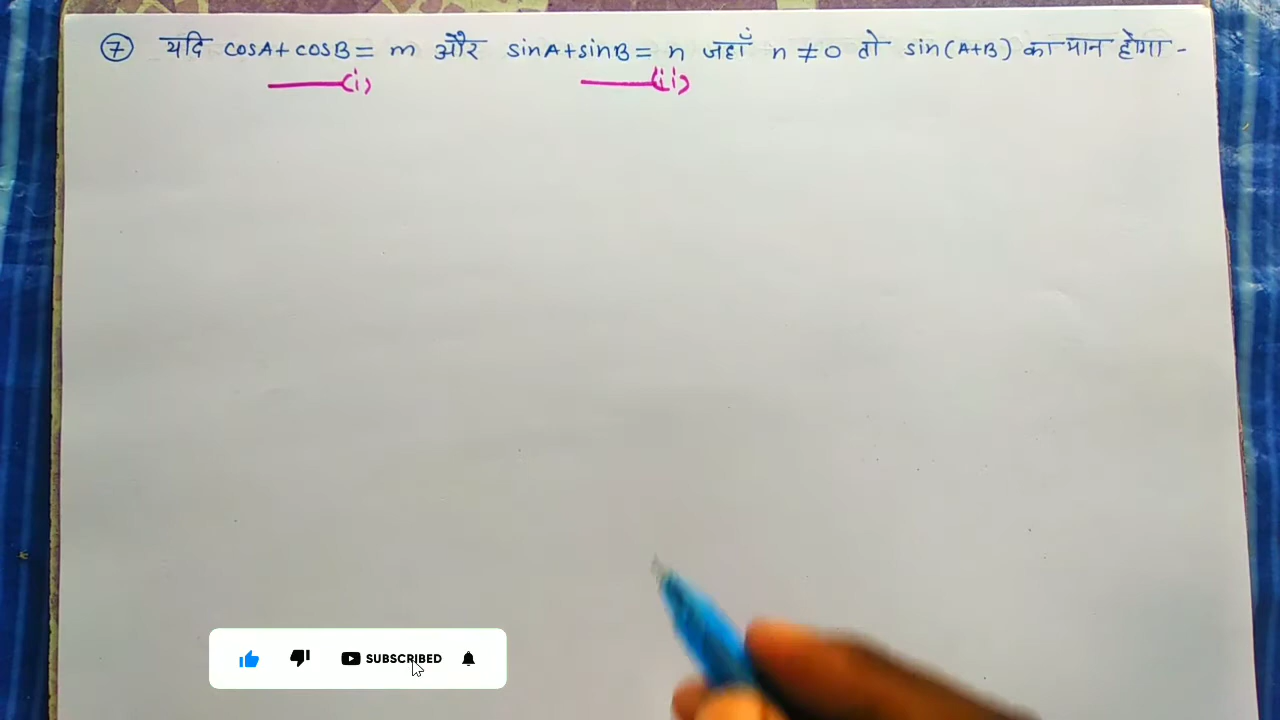 ⑦ यदि cosA + cosB = m और sinA + sinB = n जहाँ n ≠ 0 तो sin(A+B) का मान होगा -
(i) (ii)
SUBSCRIBED